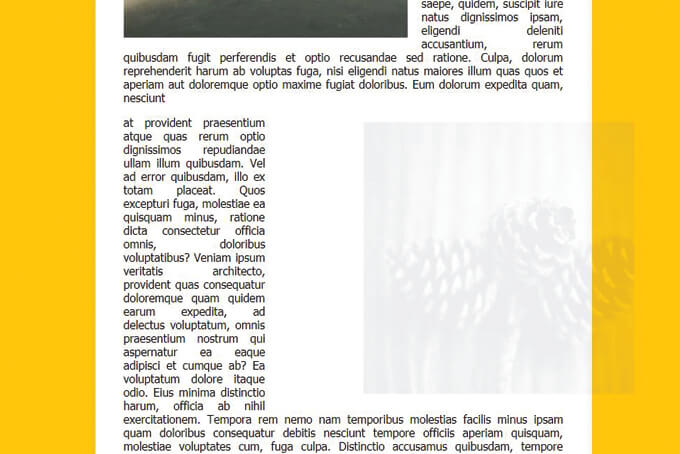 saepe, quidem, suscipit iure
natus dignissimos ipsam,
eligendi deleniti
accusantium, rerum
quibusdam fugit perferendis et optio recusandae sed ratione. Culpa, dolorum
reprehenderit harum ab voluptas fuga, nisi eligendi natus maiores illum quas quos et
aperiam aut doloremque optio maxime fugiat doloribus. Eum dolorum expedita quam,
nesciunt
at provident praesentium
atque quas rerum optio
dignissimos repudiandae
ullam illum quibusdam. Vel
ad error quibusdam, illo ex
totam placeat. Quos
excepturi fuga, molestiae ea
quisquam minus, ratione
dicta consectetur officia
omnis, doloribus
voluptatibus? Veniam ipsum
veritatis architecto,
provident quas consequatur
doloremque quam quidem
earum expedita, ad
delectus voluptatum, omnis
praesentium nostrum qui
aspernatur ea eaque
adipisci et cumque ab? Ea
voluptatum dolore itaque
odio. Eius minima distinctio
harum, officia ab nihil
exercitationem. Tempora rem nemo nam temporibus molestias facilis minus ipsam
quam doloribus consequatur debitis nesciunt tempore officiis aperiam quisquam,
molestiae voluptates cum, fuga culpa. Distinctio accusamus quibusdam, tempore